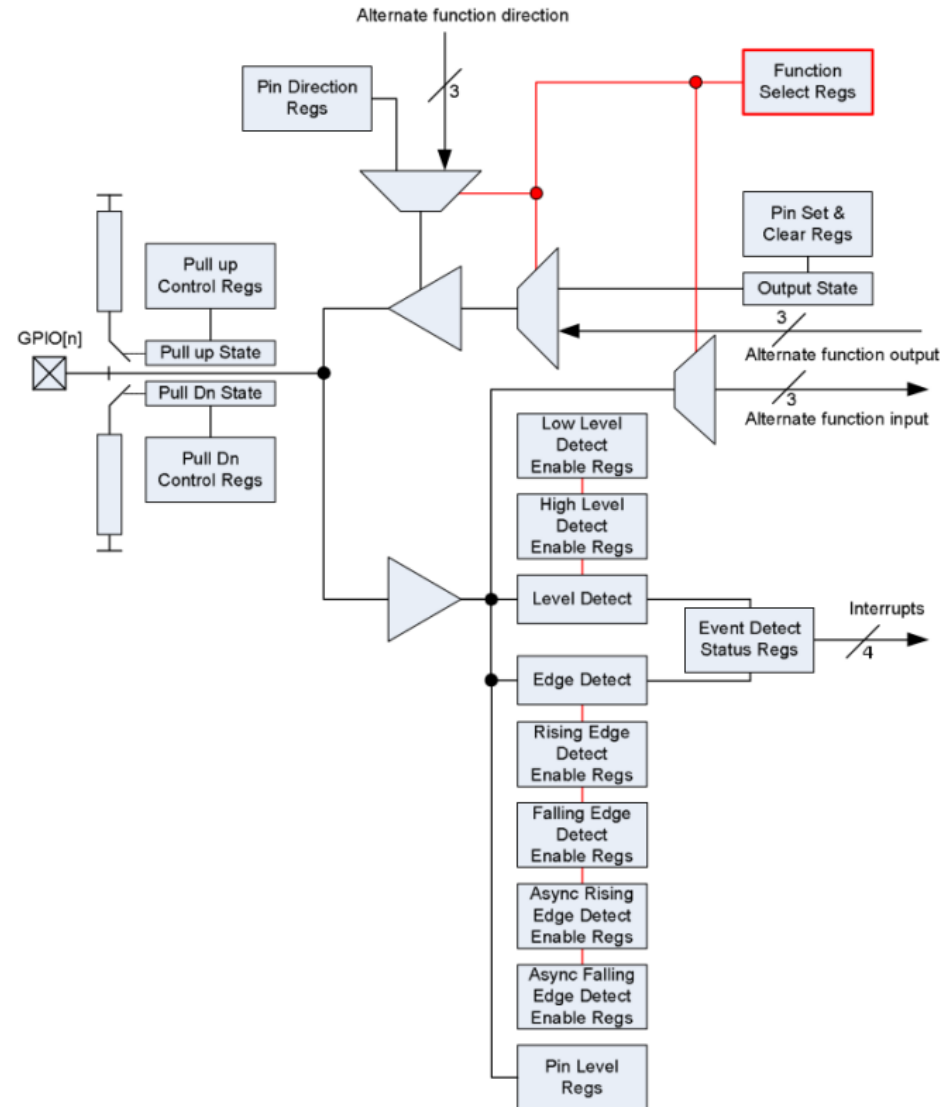 Alternate function direction
3
Pin Direction
Regs
Function
Select Regs
Pin Set &
Clear Regs
Output State
Pull up
Control Regs
GPIO[n]
Pull up State
Pull Dn State
Pull Dn
Control Regs
3
Alternate function output
3
Alternate function input
Low Level
Detect
Enable Regs
High Level
Detect
Enable Regs
Level Detect
Event Detect
Status Regs
Interrupts
4
Edge Detect
Rising Edge
Detect
Enable Regs
Falling Edge
Detect
Enable Regs
Async Rising
Edge Detect
Enable Regs
Async Falling
Edge Detect
Enable Regs
Pin Level
Regs